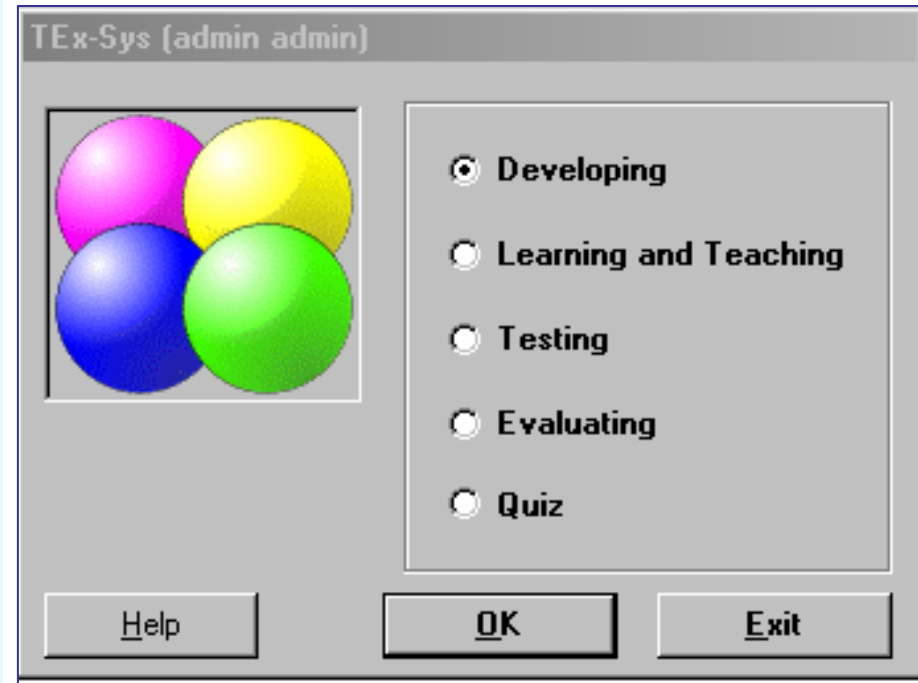 TEx-Sys (admin admin)
Developing
Learning and Teaching
Testing
Evaluating
Quiz
Help
OK
Exit